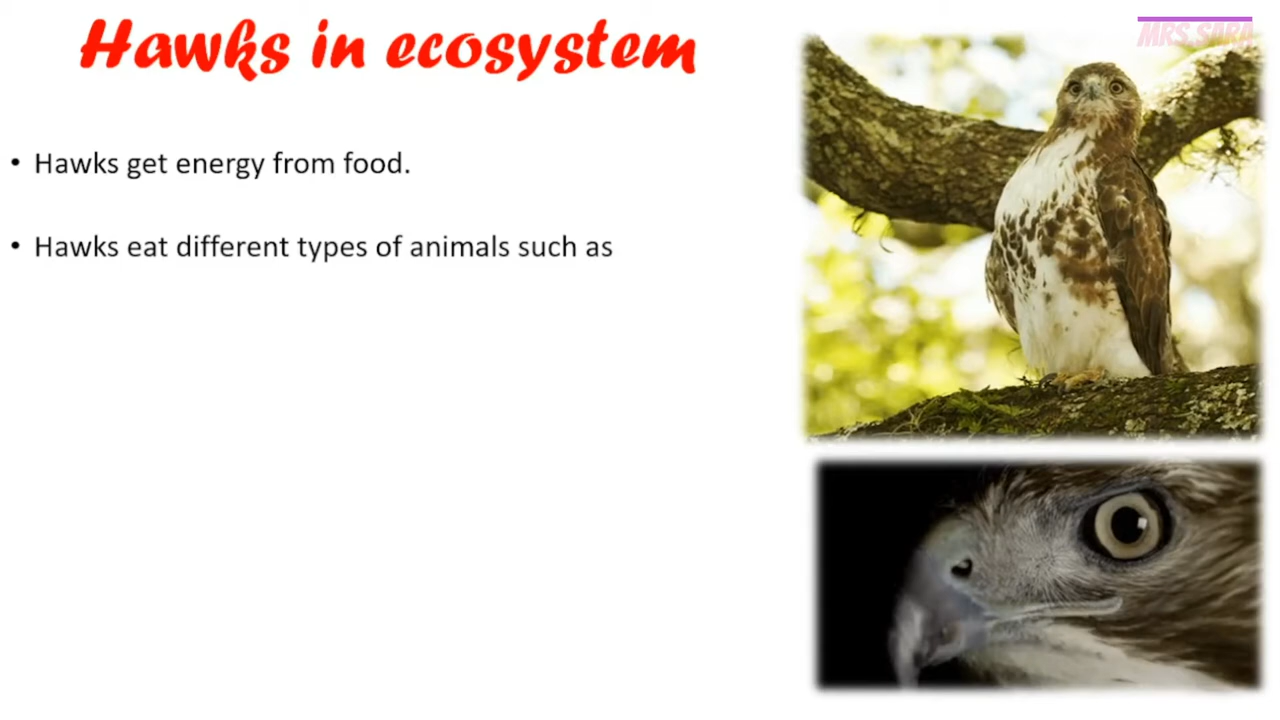 Hawks in ecosystem
MRS.SARA
• Hawks get energy from food.
• Hawks eat different types of animals such as